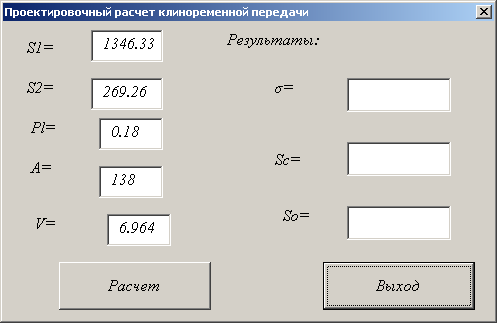 Проектировочный расчет клиноременной передачи
S1= 1346.33
Результаты:
S2= 269.26
σ=
Pl= 0.18
Sc=
A= 138
So=
V= 6.964
Расчет
Выход